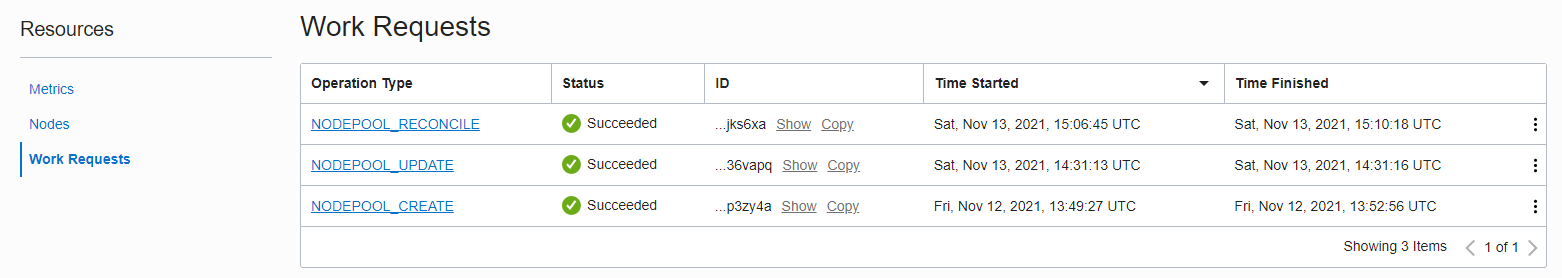 Resources
Metrics
Nodes
Work Requests
Work Requests
Operation Type Status ID Time Started Time Finished
NODEPOOL_RECONCILE Succeeded ...jks6xa Show Copy Sat, Nov 13, 2021, 15:06:45 UTC Sat, Nov 13, 2021, 15:10:18 UTC
NODEPOOL_UPDATE Succeeded ...36vapq Show Copy Sat, Nov 13, 2021, 14:31:13 UTC Sat, Nov 13, 2021, 14:31:16 UTC
NODEPOOL_CREATE Succeeded ...p3zy4a Show Copy Fri, Nov 12, 2021, 13:49:27 UTC Fri, Nov 12, 2021, 13:52:56 UTC
Showing 3 Items 1 of 1